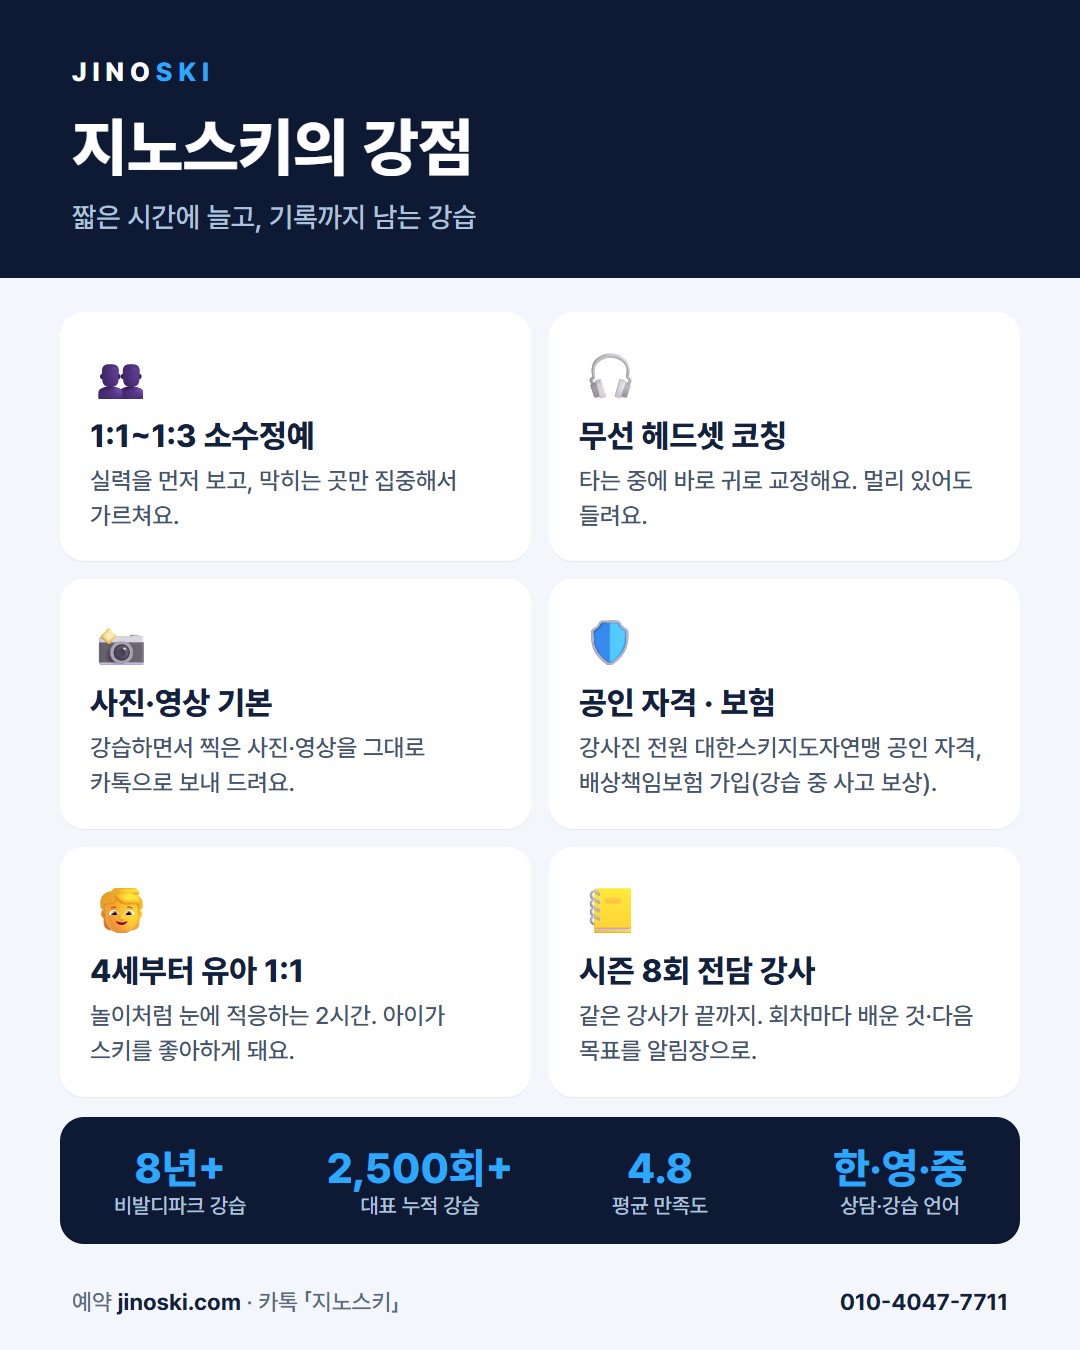 JINOSKI
지노스키의 강점
짧은 시간에 늘고, 기록까지 남는 강습
1:1~1:3 소수정예
실력을 먼저 보고, 막히는 곳만 집중해서
가르쳐요.
무선 헤드셋 코칭
타는 중에 바로 귀로 교정해요. 멀리 있어도
들려요.
사진·영상 기본
강습하면서 찍은 사진·영상을 그대로
카톡으로 보내 드려요.
공인 자격 · 보험
강사진 전원 대한스키지도자연맹 공인 자격,
배상책임보험 가입(강습 중 사고 보상).
4세부터 유아 1:1
놀이처럼 눈에 적응하는 2시간. 아이가
스키를 좋아하게 돼요.
시즌 8회 전담 강사
같은 강사가 끝까지. 회차마다 배운 것·다음
목표를 알림장으로.
8년+
비발디파크 강습
2,500회+
대표 누적 강습
4.8
평균 만족도
한·영·중
상담·강습 언어
예약 jinoski.com · 카톡 「지노스키」
010-4047-7711